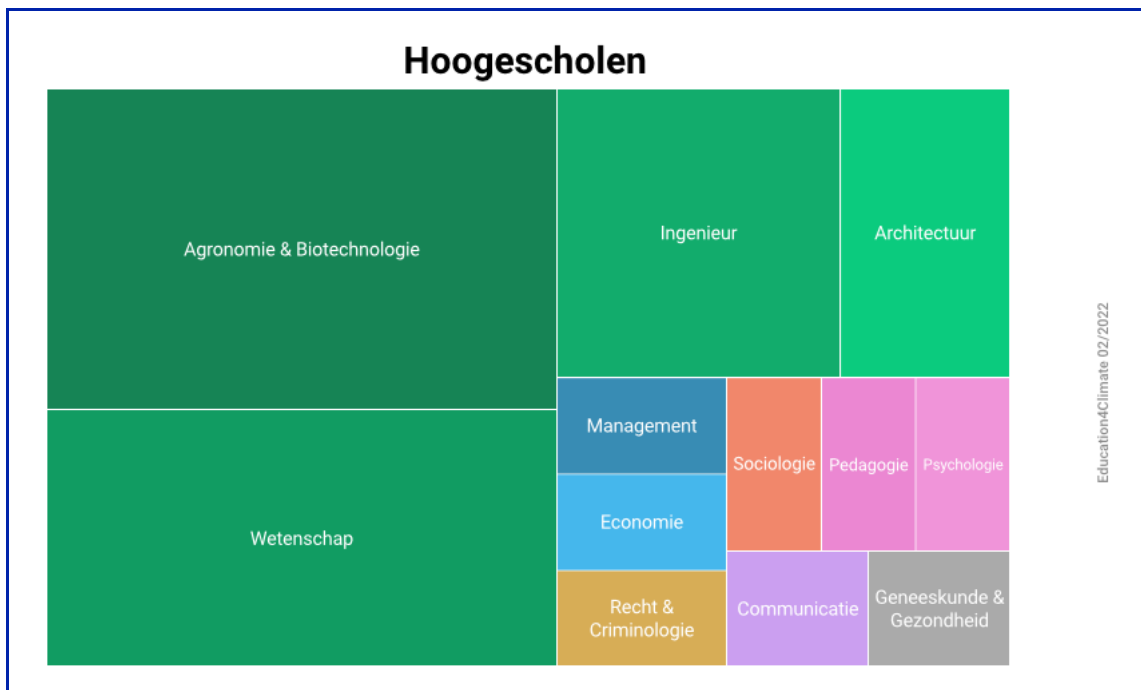 Hoogescholen
Agronomie & Biotechnologie
Ingenieur
Architectuur
Wetenschap
Management
Economie
Recht &
Criminologie
Sociologie
Pedagogie
Psychologie
Communicatie
Geneeskunde &
Gezondheid
Education4Climate 02/2022